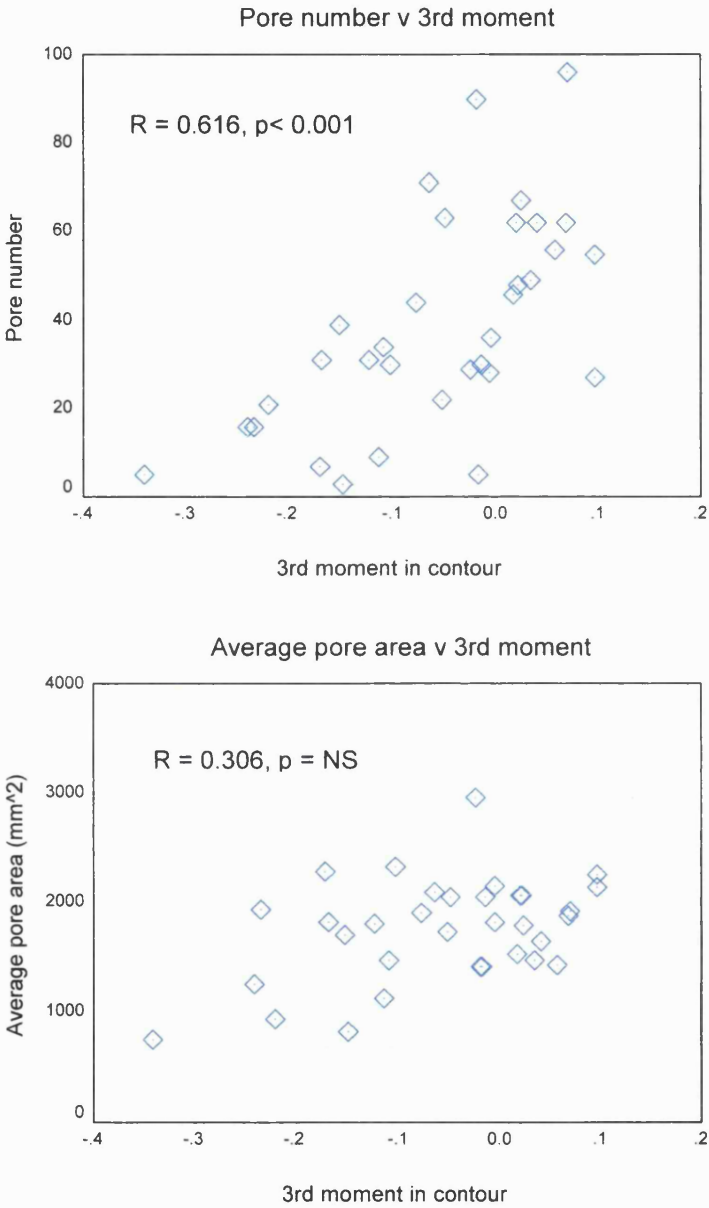 Pore number v 3rd moment
100
R = 0.616, p< 0.001
80
60
Pore number
40
20
0
-.4 -.3 -.2 -.1 0.0 .1 .2
3rd moment in contour
Average pore area v 3rd moment
4000
R = 0.306, p = NS
3000
Average pore area (mm^2)
2000
1000
0
-.4 -.3 -.2 -.1 0.0 .1 .2
3rd moment in contour